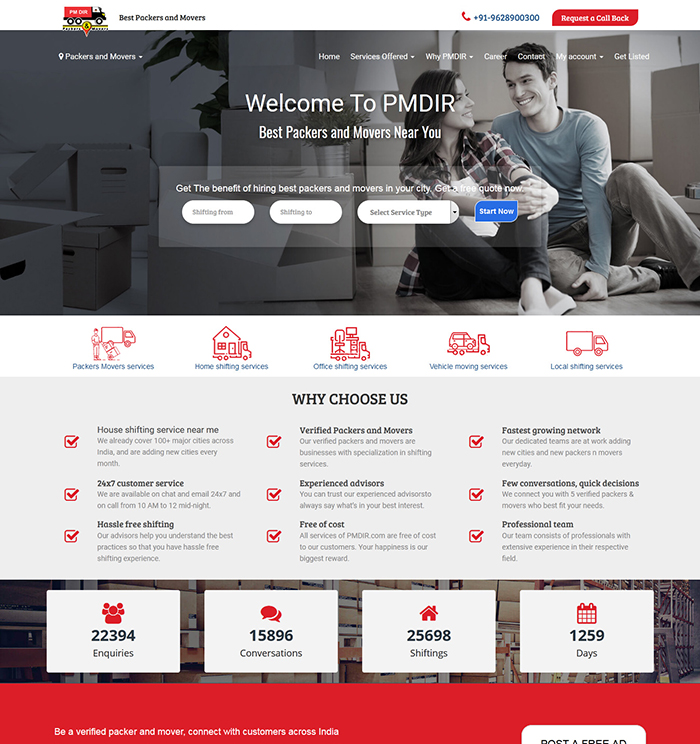 PM DIR
Packers & Movers
Best Packers and Movers
+91-9628900300
Request a Call Back
Packers and Movers
Home
Services Offered
Why PMDIR
Career
Contact
My account
Get Listed
Welcome To PMDIR
Best Packers and Movers Near You
Get The benefit of hiring best packers and movers in your city. Get a free quote now.
Shifting from
Shifting to
Select Service Type
Start Now
Packers Movers services
Home shifting services
Office shifting services
Vehicle moving services
Local shifting services
WHY CHOOSE US
House shifting service near me
We already cover 100+ major cities across
India, and are adding new cities every
month.
Verified Packers and Movers
Our verified packers and movers are
businesses with specialization in shifting
services.
Fastest growing network
Our dedicated teams are at work adding
new cities and new packers n movers
everyday.
24x7 customer service
We are available on chat and email 24x7 and
on call from 10 AM to 12 mid-night.
Experienced advisors
You can trust our experienced advisorsto
always say what's in your best interest.
Few conversations, quick decisions
We connect you with 5 verified packers &
movers who best fit your needs.
Hassle free shifting
Our advisors help you understand the best
practices so that you have hassle free
shifting experience.
Free of cost
All services of PMDIR.com are free of cost
to our customers. Your happiness is our
biggest reward.
Professional team
Our team consists of professionals with
extensive experience in their respective
field.
22394
Enquiries
15896
Conversations
25698
Shiftings
1259
Days
Be a verified packer and mover, connect with customers across India
POST A FREE AD